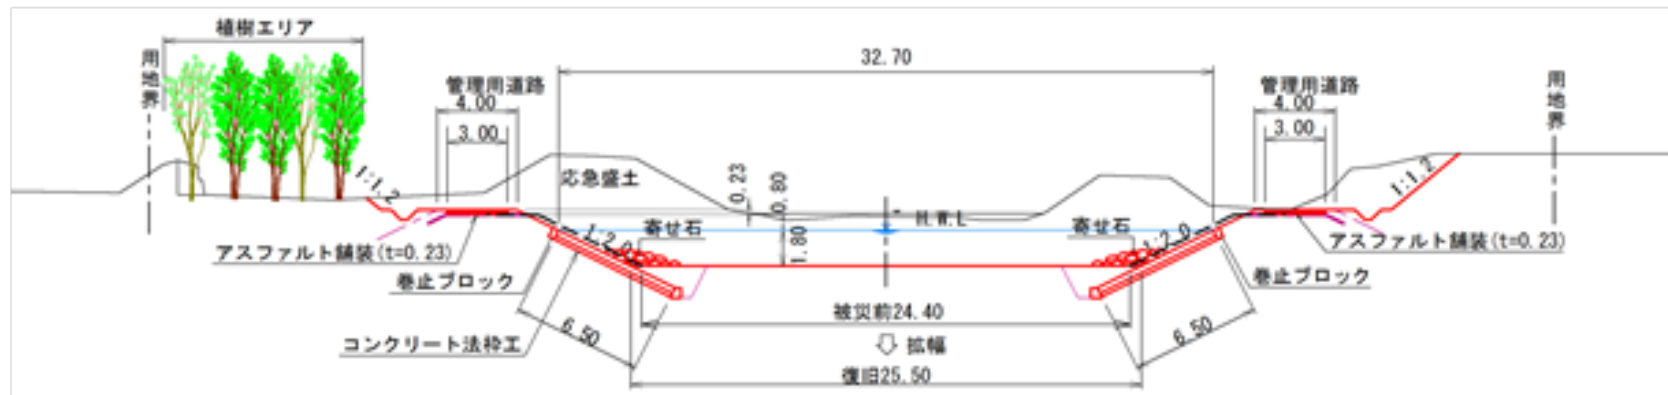 植樹エリア
用地界
管理用道路
4.00
3.00
32.70
管理用道路
4.00
3.00
用地界
1:1.2
応急盛土
0.23
0.80
H.W.L
1:1.2
1:2.0
寄せ石
1.80
寄せ石
1:2.0
アスファルト舗装(t=0.23)
アスファルト舗装(t=0.23)
巻止ブロック
巻止ブロック
6.50
被災前24.40
6.50
コンクリート法枠工
拡幅
復旧25.50